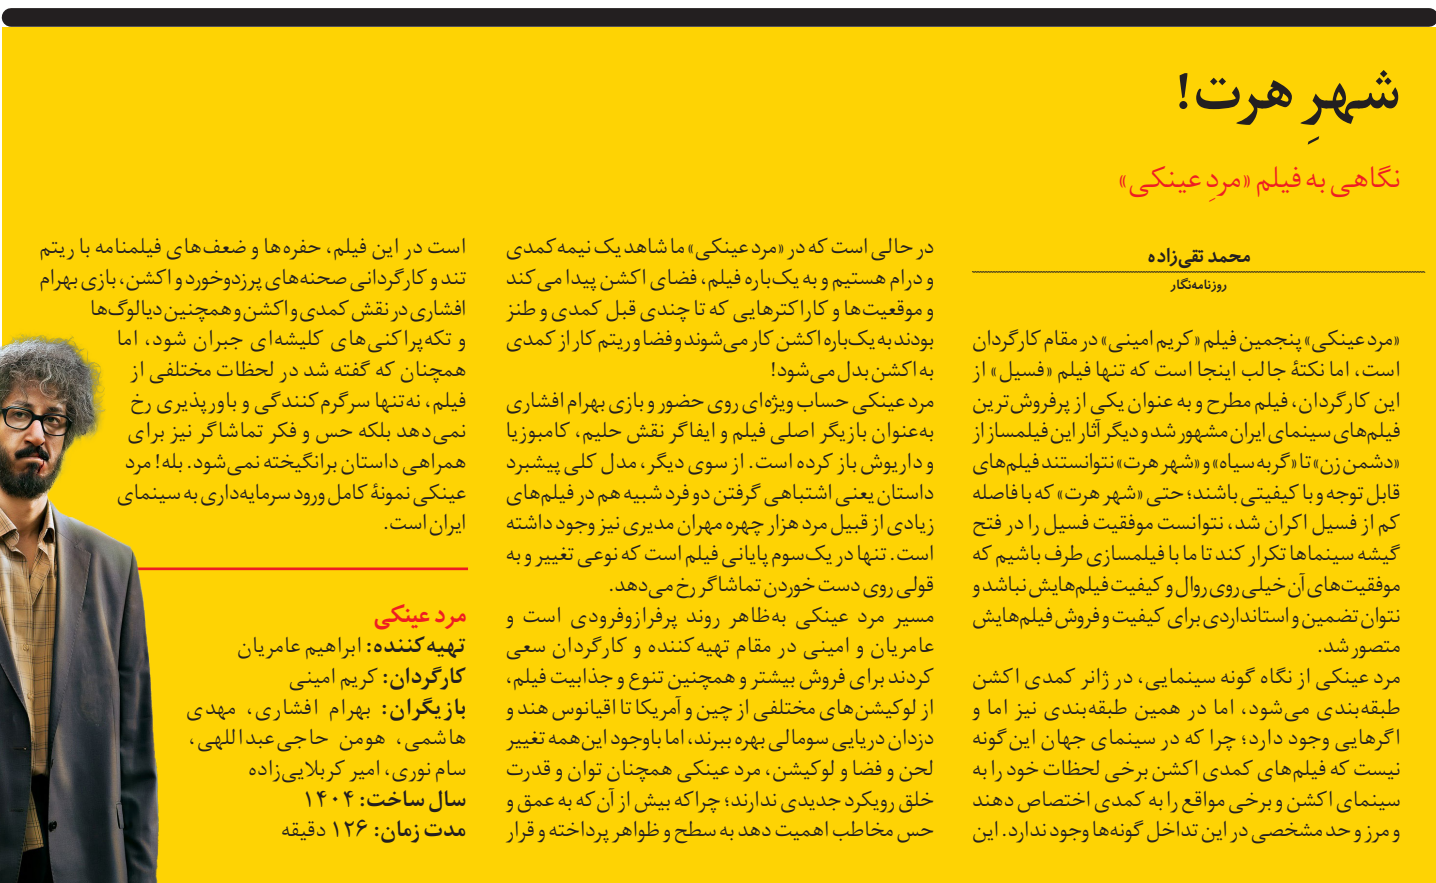 شهرِ هرت!
نگاهی به فیلم «مردِ عینکی»
محمد تقی‌زاده
روزنامه‌نگار
«مرد عینکی» پنجمین فیلم «کریم امینی» در مقام کارگردان
است، اما نکتهٔ جالب اینجا است که تنها فیلم «فسیل» از
این کارگردان، فیلم مطرح و به عنوان یکی از پرفروش‌ترین
فیلم‌های سینمای ایران مشهور شد و دیگر آثار این فیلمساز از
«دشمن زن» تا «گربه سیاه» و «شهر هرت» نتوانستند فیلم‌های
قابل توجه و با کیفیتی باشند؛ حتی «شهر هرت» که با فاصله
کم از فسیل اکران شد، نتوانست موفقیت فسیل را در فتح
گیشه سینماها تکرار کند تا ما با فیلمسازی طرف باشیم که
موفقیت‌های آن خیلی روی روال و کیفیت فیلم‌هایش نباشد و
نتوان تضمین و استانداردی برای کیفیت و فروش فیلم‌هایش
متصور شد.
مرد عینکی از نگاه گونه سینمایی، در ژانر کمدی اکشن
طبقه‌بندی می‌شود، اما در همین طبقه‌بندی نیز اما و
اگرهایی وجود دارد؛ چرا که در سینمای جهان این گونه
نیست که فیلم‌های کمدی اکشن برخی لحظات خود را به
سینمای اکشن و برخی مواقع را به کمدی اختصاص دهند
و مرز و حد مشخصی در این تداخل گونه‌ها وجود ندارد. این
در حالی است که در «مرد عینکی» ما شاهد یک نیمه کمدی
و درام هستیم و به یک‌باره فیلم، فضای اکشن پیدا می‌کند
و موقعیت‌ها و کاراکترهایی که تا چندی قبل کمدی و طنز
بودند به یک‌باره اکشن کار می‌شوند و فضا و ریتم کار از کمدی
به اکشن بدل می‌شود!
مرد عینکی حساب ویژه‌ای روی حضور و بازی بهرام افشاری
به‌عنوان بازیگر اصلی فیلم و ایفاگر نقش حلیم، کامبوزیا
و داریوش باز کرده است. از سوی دیگر، مدل کلی پیشبرد
داستان یعنی اشتباهی گرفتن دو فرد شبیه هم در فیلم‌های
زیادی از قبیل مرد هزار چهره مهران مدیری نیز وجود داشته
است. تنها در یک‌سوم پایانی فیلم است که نوعی تغییر و به
قولی روی دست خوردن تماشاگر رخ می‌دهد.
مسیر مرد عینکی به‌ظاهر روند پرفرازوفرودی است و
عامریان و امینی در مقام تهیه‌کننده و کارگردان سعی
کردند برای فروش بیشتر و همچنین تنوع و جذابیت فیلم،
از لوکیشن‌های مختلفی از چین و آمریکا تا اقیانوس هند و
دزدان دریایی سومالی بهره ببرند، اما باوجود این‌همه تغییر
لحن و فضا و لوکیشن، مرد عینکی همچنان توان و قدرت
خلق رویکرد جدیدی ندارند؛ چراکه بیش از آن‌که به عمق و
حس مخاطب اهمیت دهد به سطح و ظواهر پرداخته و قرار
است در این فیلم، حفره‌ها و ضعف‌های فیلمنامه با ریتم
تند و کارگردانی صحنه‌های پرزدوخورد و اکشن، بازی بهرام
افشاری در نقش کمدی و اکشن و همچنین دیالوگ‌ها
و تکه‌پراکنی‌های کلیشه‌ای جبران شود، اما
همچنان که گفته شد در لحظات مختلفی از
فیلم، نه‌تنها سرگرم‌کنندگی و باورپذیری رخ
نمی‌دهد بلکه حس و فکر تماشاگر نیز برای
همراهی داستان برانگیخته نمی‌شود. بله! مرد
عینکی نمونهٔ کامل ورود سرمایه‌داری به سینمای
ایران است.
مرد عینکی
تهیه‌کننده: ابراهیم عامریان
کارگردان: کریم امینی
بازیگران: بهرام افشاری، مهدی
هاشمی، هومن حاجی‌عبداللهی،
سام نوری، امیر کربلایی‌زاده
سال ساخت: ۱۴۰۴
مدت زمان: ۱۲۶ دقیقه